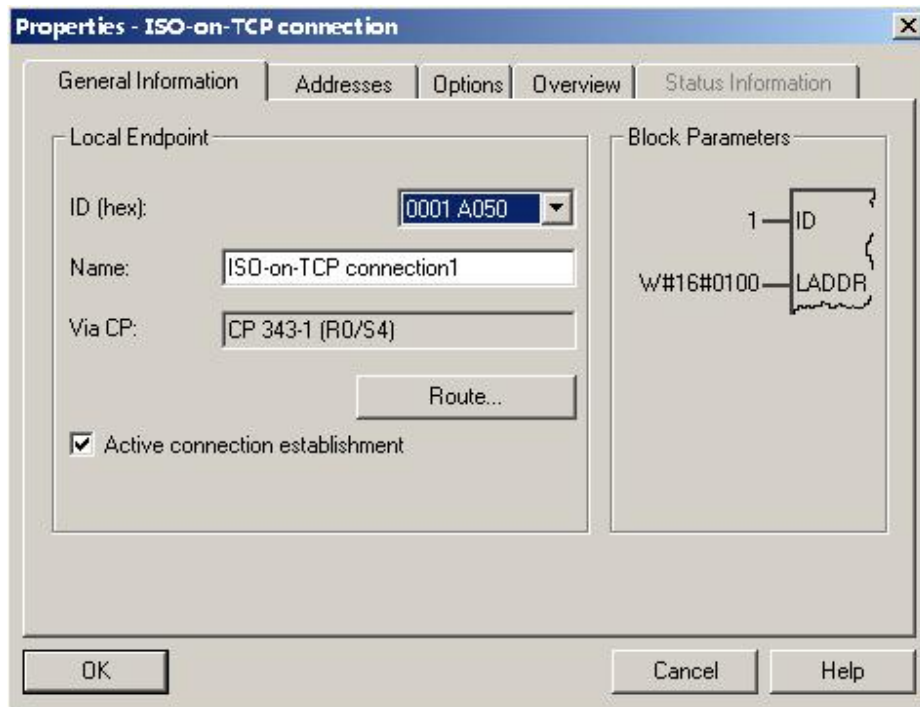 Properties - ISO-on-TCP connection
General Information
Addresses
Options
Overview
Status Information
Local Endpoint
ID (hex):
0001 A050
Name:
ISO-on-TCP connection1
Via CP:
CP 343-1 (R0/S4)
Route...
Active connection establishment
Block Parameters
1
ID
W#16#0100
LADDR
OK
Cancel
Help